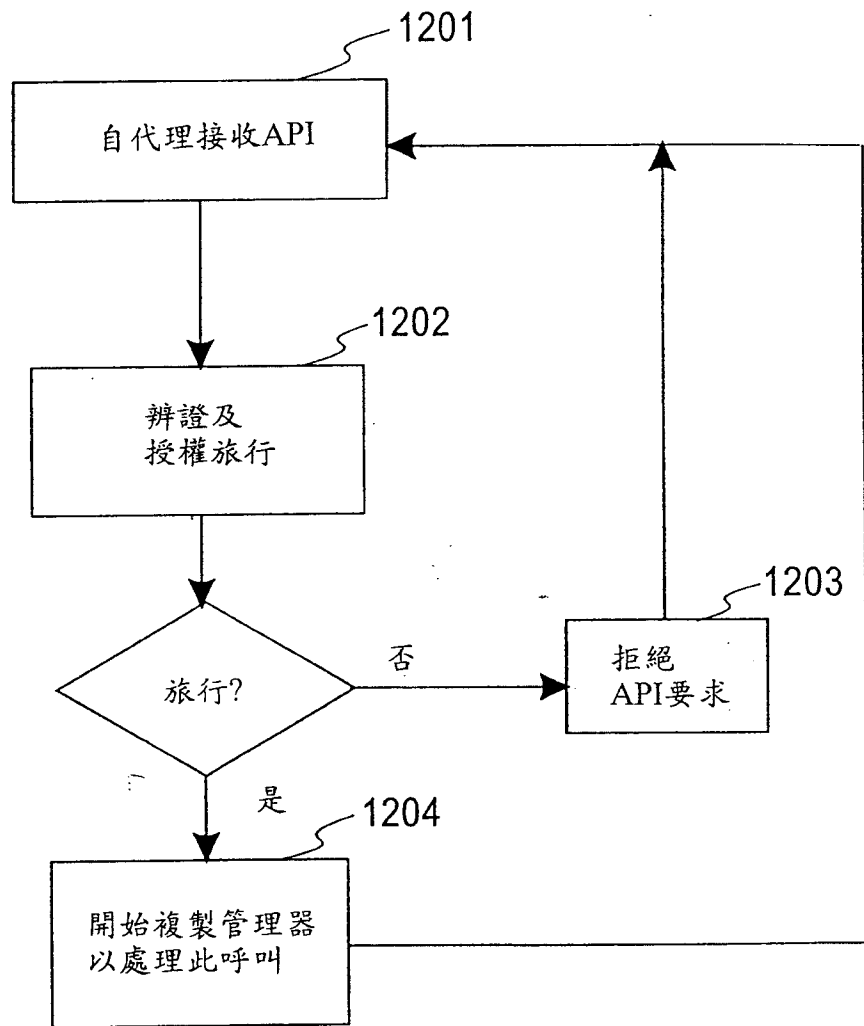 1201
自代理接收API
1202
辨證及
授權旅行
1203
旅行?
否
拒絕
API要求
是
1204
開始複製管理器
以處理此呼叫